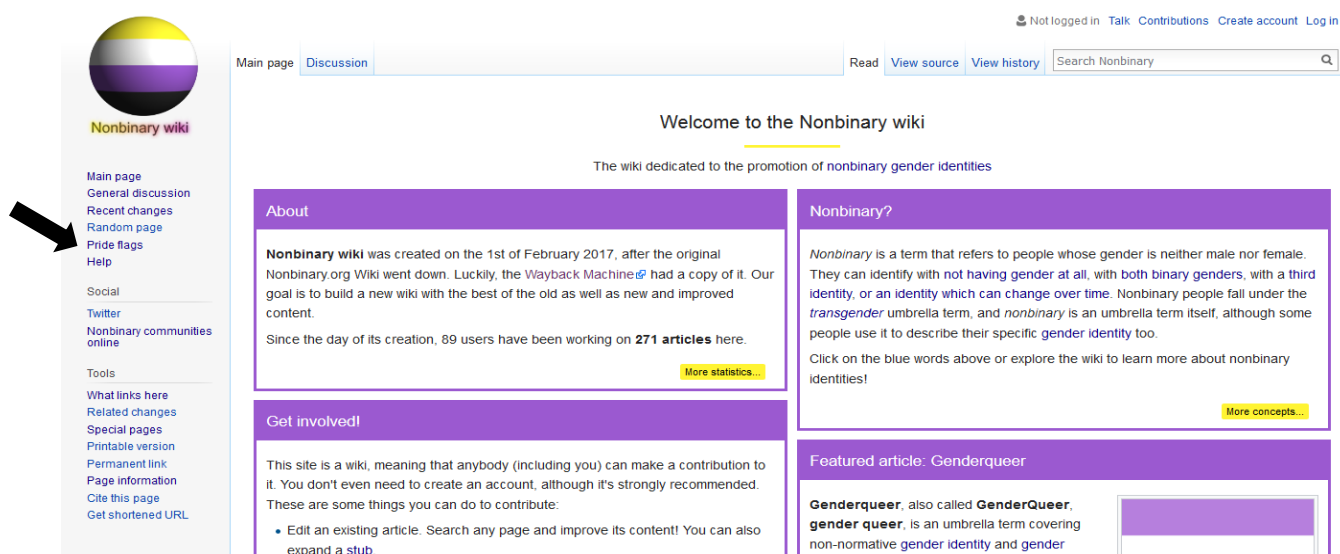 Not logged in Talk Contributions Create account Log in
Main page Discussion Read View source View history Search Nonbinary
Nonbinary wiki
Main page
General discussion
Recent changes
Random page
Pride flags
Help
Social
Twitter
Nonbinary communities
online
Tools
What links here
Related changes
Special pages
Printable version
Permanent link
Page information
Cite this page
Get shortened URL
Welcome to the Nonbinary wiki
The wiki dedicated to the promotion of nonbinary gender identities
About
Nonbinary wiki was created on the 1st of February 2017, after the original
Nonbinary.org Wiki went down. Luckily, the Wayback Machine had a copy of it. Our
goal is to build a new wiki with the best of the old as well as new and improved
content.
Since the day of its creation, 89 users have been working on 271 articles here.
More statistics...
Get involved!
This site is a wiki, meaning that anybody (including you) can make a contribution to
it. You don't even need to create an account, although it's strongly recommended.
These are some things you can do to contribute:
• Edit an existing article. Search any page and improve its content! You can also
expand a stub.
Nonbinary?
Nonbinary is a term that refers to people whose gender is neither male nor female.
They can identify with not having gender at all, with both binary genders, with a third
identity, or an identity which can change over time. Nonbinary people fall under the
transgender umbrella term, and nonbinary is an umbrella term itself, although some
people use it to describe their specific gender identity too.
Click on the blue words above or explore the wiki to learn more about nonbinary
identities!
More concepts...
Featured article: Genderqueer
Genderqueer, also called GenderQueer,
gender queer, is an umbrella term covering
non-normative gender identity and gender